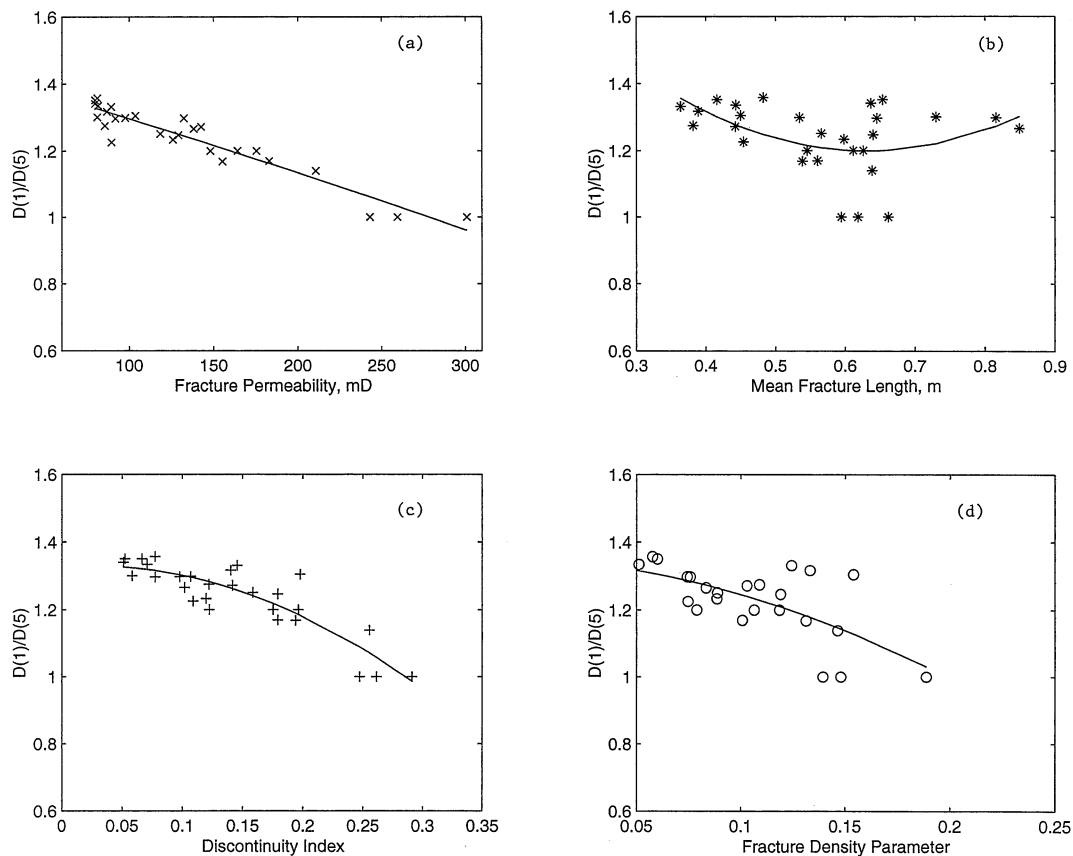 1.6
1.4
1.2
1
0.8
0.6
D(1)/D(5)
(a)
100 150 200 250 300
Fracture Permeability, mD
1.6
1.4
1.2
1
0.8
0.6
D(1)/D(5)
(b)
0.3 0.4 0.5 0.6 0.7 0.8 0.9
Mean Fracture Length, m
1.6
1.4
1.2
1
0.8
0.6
D(1)/D(5)
(c)
0 0.05 0.1 0.15 0.2 0.25 0.3 0.35
Discontinuity Index
1.6
1.4
1.2
1
0.8
0.6
D(1)/D(5)
(d)
0.05 0.1 0.15 0.2 0.25
Fracture Density Parameter